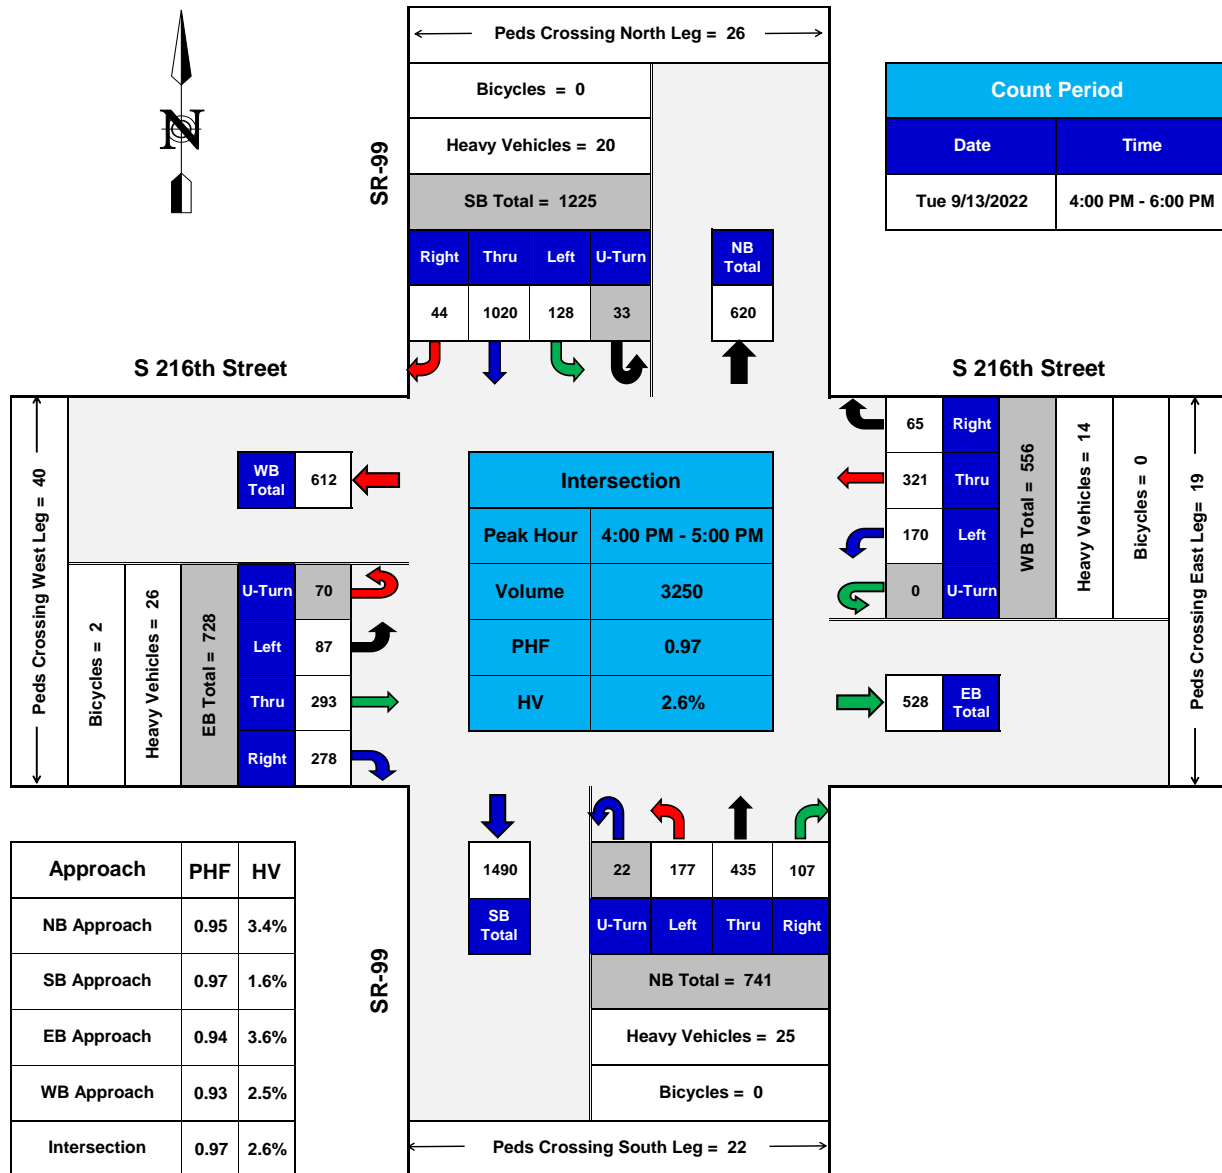 Peds Crossing North Leg = 26
Bicycles = 0
Heavy Vehicles = 20
SB Total = 1225
Right Thru Left U-Turn
44 1020 128 33
NB Total
620
SR-99
N
Count Period
Date Time
Tue 9/13/2022 4:00 PM - 6:00 PM
S 216th Street
S 216th Street
Peds Crossing West Leg = 40
WB Total 612
Bicycles = 2
Heavy Vehicles = 26
EB Total = 728
U-Turn 70
Left 87
Thru 293
Right 278
Intersection
Peak Hour 4:00 PM - 5:00 PM
Volume 3250
PHF 0.97
HV 2.6%
65 Right
321 Thru
170 Left
0 U-Turn
WB Total = 556
Heavy Vehicles = 14
Bicycles = 0
Peds Crossing East Leg= 19
528 EB Total
1490
SB Total
22 177 435 107
U-Turn Left Thru Right
NB Total = 741
Heavy Vehicles = 25
Bicycles = 0
Peds Crossing South Leg = 22
SR-99
Approach PHF HV
NB Approach 0.95 3.4%
SB Approach 0.97 1.6%
EB Approach 0.94 3.6%
WB Approach 0.93 2.5%
Intersection 0.97 2.6%